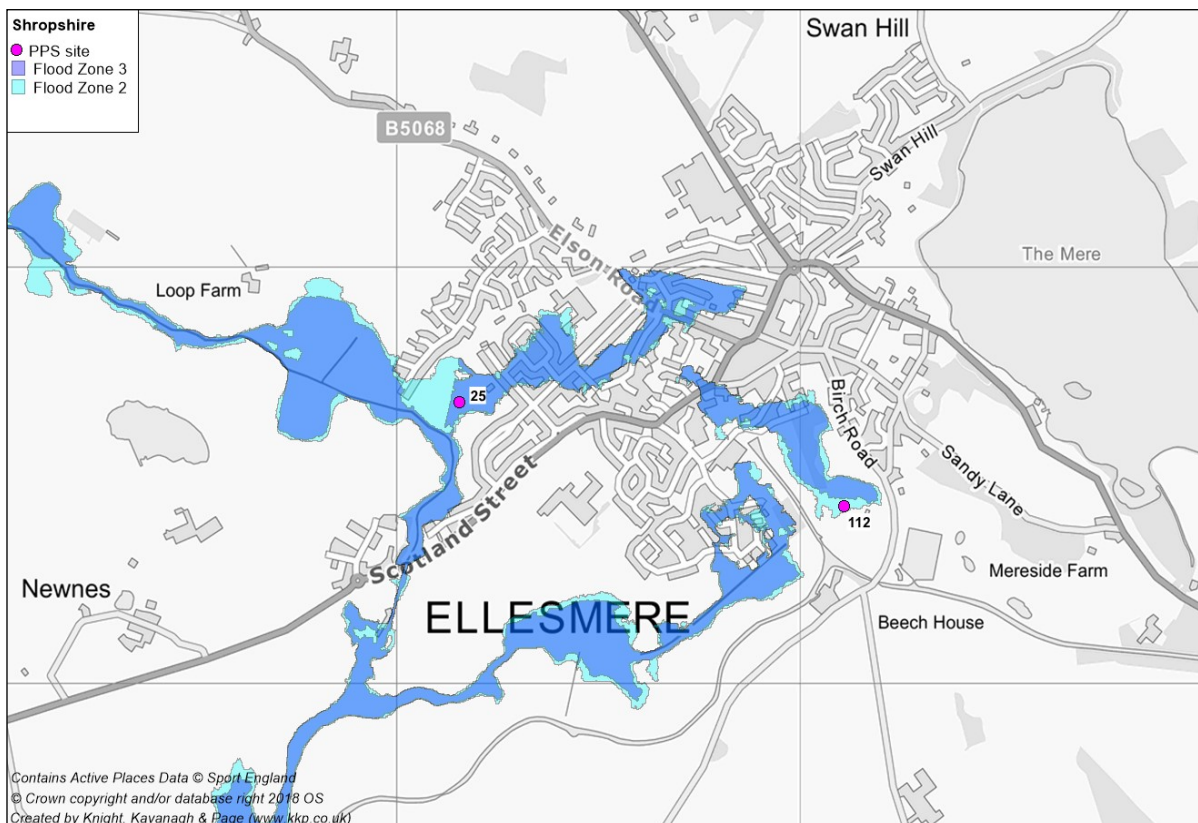 Shropshire
PPS site
Flood Zone 3
Flood Zone 2
Swan Hill
B5068
Swan Hill
Elson Road
The Mere
Loop Farm
25
Birch Road
Sandy Lane
Scotland Street
112
Newnes
Mereside Farm
ELLESMERE
Beech House
Contains Active Places Data © Sport England
© Crown copyright and/or database right 2018 OS
Created by Knight, Kavanagh & Page (www.kkp.co.uk)